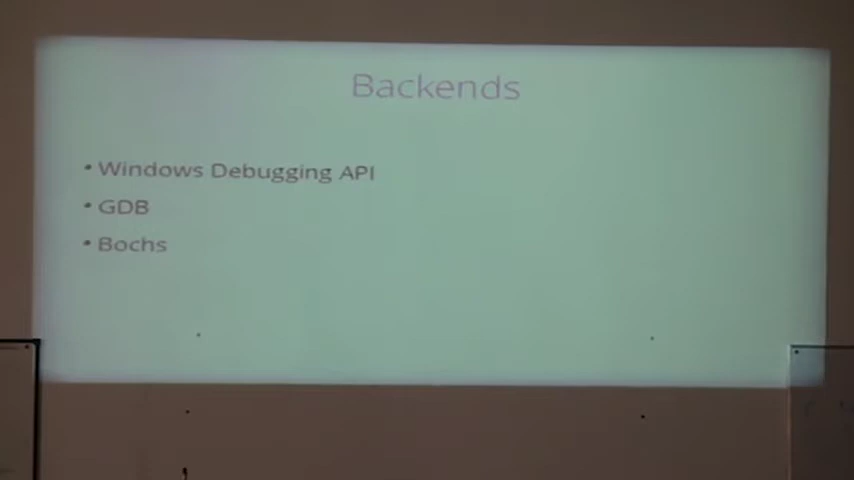 Backends
• Windows Debugging API
• GDB
• Bochs